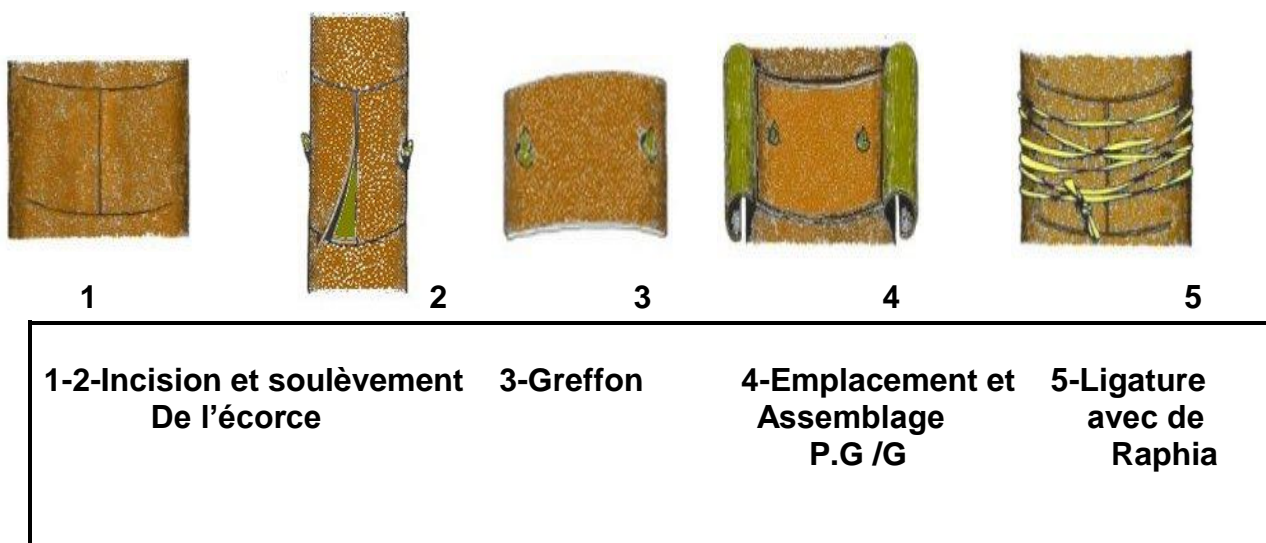 1 2 3 4 5
1-2-Incision et soulèvement 3-Greffon 4-Emplacement et 5-Ligature
De l’écorce Assemblage avec de
P.G /G Raphia